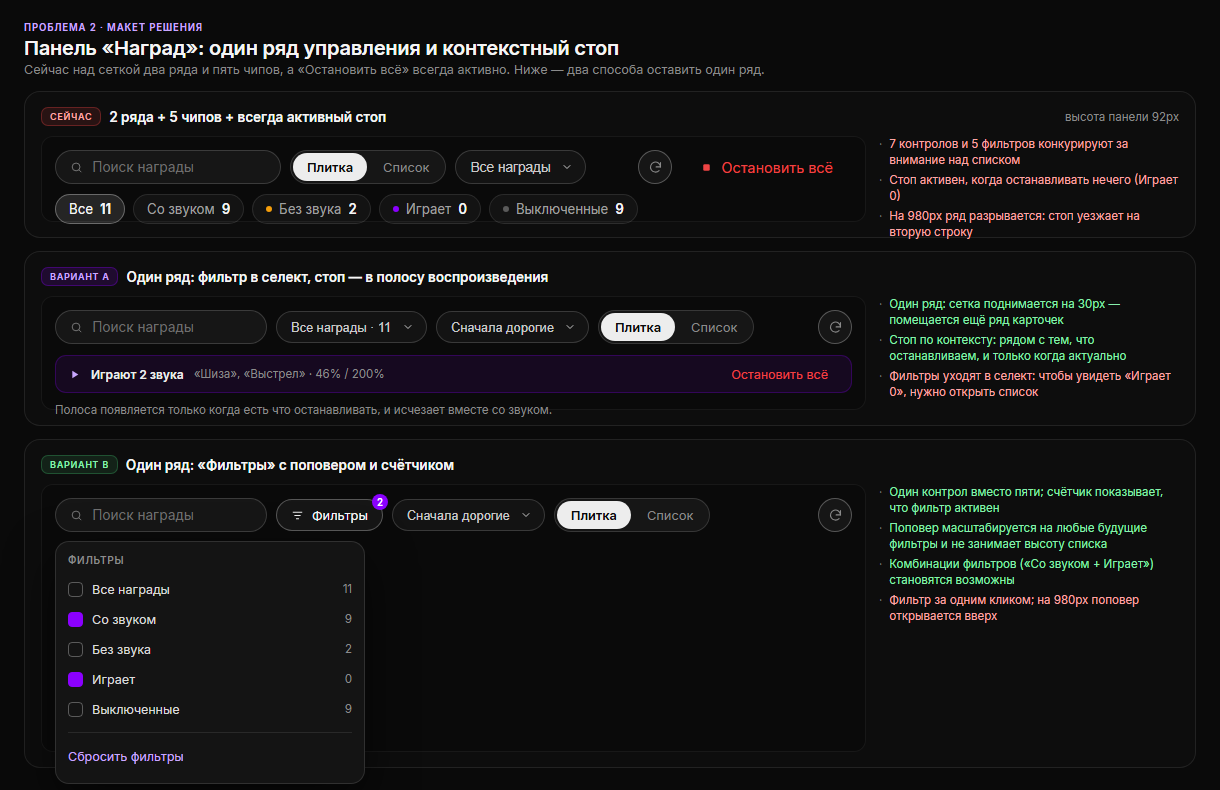 ПРОБЛЕМА 2 · МАКЕТ РЕШЕНИЯ
Панель «Наград»: один ряд управления и контекстный стоп
Сейчас над сеткой два ряда и пять чипов, а «Остановить всё» всегда активно. Ниже — два способа оставить один ряд.
СЕЙЧАС 2 ряда + 5 чипов + всегда активный стоп
высота панели 92px
Поиск награды Плитка Список Все награды Остановить всё
Все 11 Со звуком 9 Без звука 2 Играет 0 Выключенные 9
· 7 контролов и 5 фильтров конкурируют за
внимание над списком
· Стоп активен, когда останавливать нечего (Играет
0)
· На 980px ряд разрывается: стоп уезжает на
вторую строку
ВАРИАНТ A Один ряд: фильтр в селект, стоп — в полосу воспроизведения
Поиск награды Все награды · 11 Сначала дорогие Плитка Список
Играют 2 звука «Шиза», «Выстрел» · 46% / 200% Остановить всё
Полоса появляется только когда есть что останавливать, и исчезает вместе со звуком.
· Один ряд: сетка поднимается на 30px —
помещается ещё ряд карточек
· Стоп по контексту: рядом с тем, что
останавливаем, и только когда актуально
· Фильтры уходят в селект: чтобы увидеть «Играет
0», нужно открыть список
ВАРИАНТ B Один ряд: «Фильтры» с поповером и счётчиком
Поиск награды Фильтры 2 Сначала дорогие Плитка Список
ФИЛЬТРЫ
Все награды 11
Со звуком 9
Без звука 2
Играет 0
Выключенные 9
Сбросить фильтры
· Один контрол вместо пяти; счётчик показывает,
что фильтр активен
· Поповер масштабируется на любые будущие
фильтры и не занимает высоту списка
· Комбинации фильтров («Со звуком + Играет»)
становятся возможны
· Фильтр за одним кликом; на 980px поповер
открывается вверх